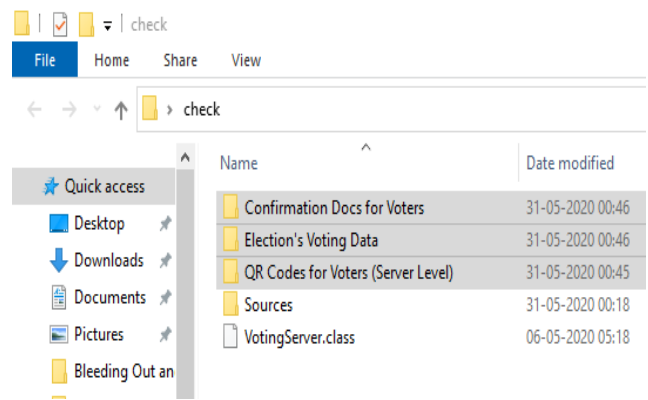 check
File Home Share View
check
Name Date modified
Quick access
Desktop
Downloads
Documents
Pictures
Bleeding Out an
Confirmation Docs for Voters 31-05-2020 00:46
Election's Voting Data 31-05-2020 00:46
QR Codes for Voters (Server Level) 31-05-2020 00:45
Sources 31-05-2020 00:18
VotingServer.class 06-05-2020 05:18